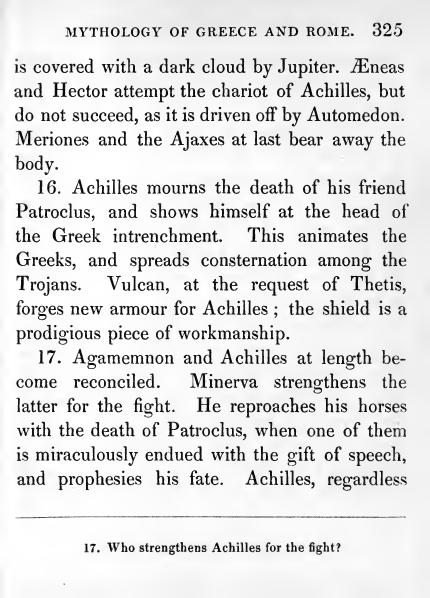 MYTHOLOGY OF GREECE AND ROME. 325
is covered with a dark cloud by Jupiter. Æneas
and Hector attempt the chariot of Achilles, but
do not succeed, as it is driven off by Automedon.
Meriones and the Ajaxes at last bear away the
body.
16. Achilles mourns the death of his friend
Patroclus, and shows himself at the head of
the Greek intrenchment. This animates the
Greeks, and spreads consternation among the
Trojans. Vulcan, at the request of Thetis,
forges new armour for Achilles ; the shield is a
prodigious piece of workmanship.
17. Agamemnon and Achilles at length be-
come reconciled. Minerva strengthens the
latter for the fight. He reproaches his horses
with the death of Patroclus, when one of them
is miraculously endued with the gift of speech,
and prophesies his fate. Achilles, regardless
17. Who strengthens Achilles for the fight?